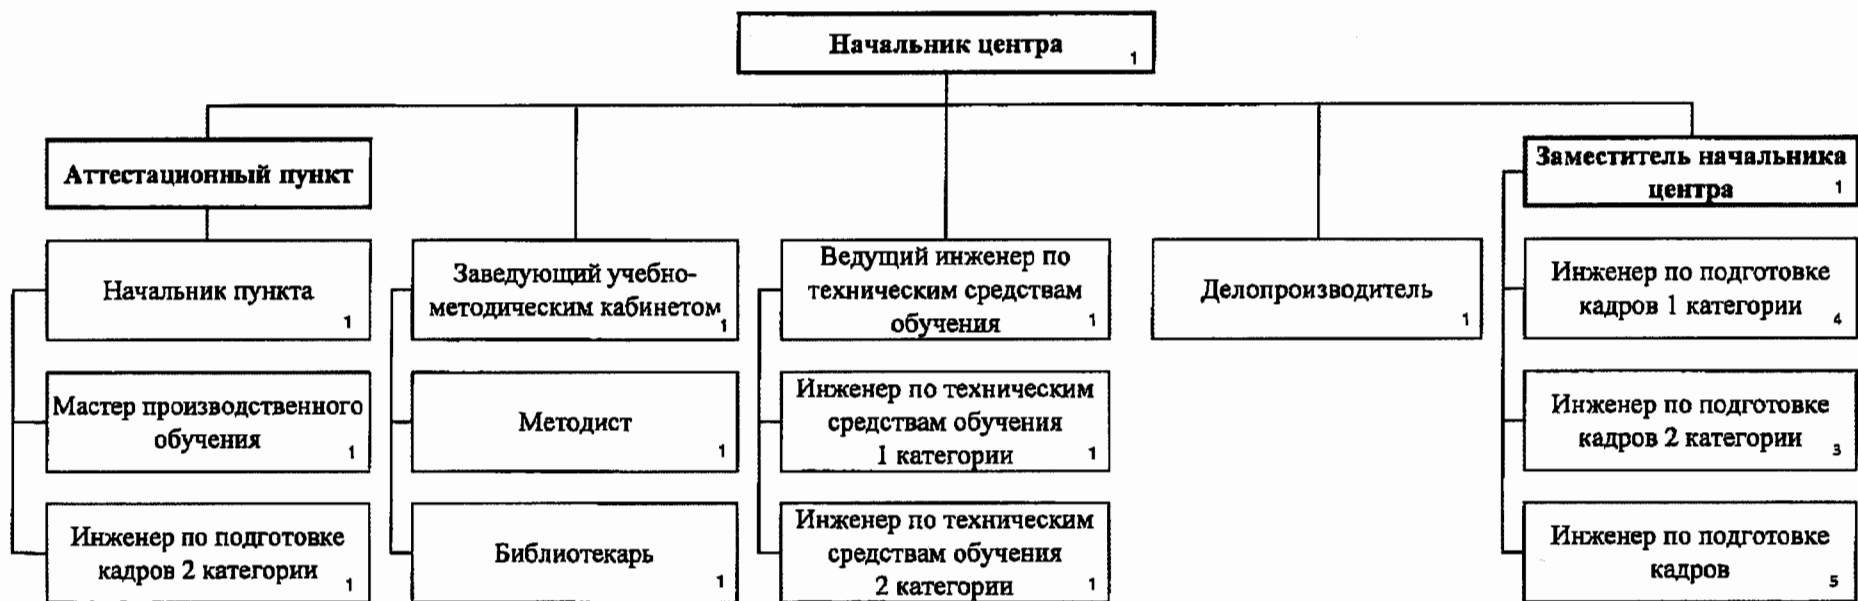 Начальник центра
1
Аттестационный пункт
Начальник пункта
1
Мастер производственного
обучения
1
Инженер по подготовке
кадров 2 категории
1
Заведующий учебно-
методическим кабинетом
1
Методист
1
Библиотекарь
1
Ведущий инженер по
техническим средствам
обучения
1
Инженер по техническим
средствам обучения
1 категории
1
Инженер по техническим
средствам обучения
2 категории
1
Делопроизводитель
1
Заместитель начальника
центра
1
Инженер по подготовке
кадров 1 категории
4
Инженер по подготовке
кадров 2 категории
3
Инженер по подготовке
кадров
5